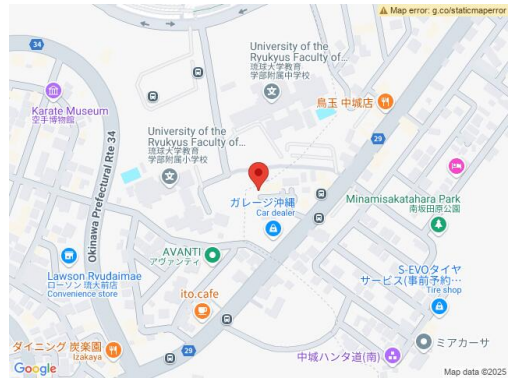 Map error: g.co/staticmaperror
34
University of the
Ryukyus Faculty of...
琉球大学教育
学部附属中学校
Karate Museum
空手博物館
鳥玉 中城店
29
University of the
Ryukyus Faculty of...
琉球大学教育
学部附属小学校
Okinawa Prefectural Rte 34
ガレージ沖縄
Car dealer
Minamisakatahara Park
南坂田原公園
AVANTI
アヴァンティ
Lawson Ryudaimae
ローソン 琉大前店
Convenience store
S-EVOタイヤ
サービス(事前予約…
Tire shop
ito.cafe
ミアカーサ
ダイニング 炭楽園
Izakaya
29
中城ハンタ道(南)
Google
Map data ©2025